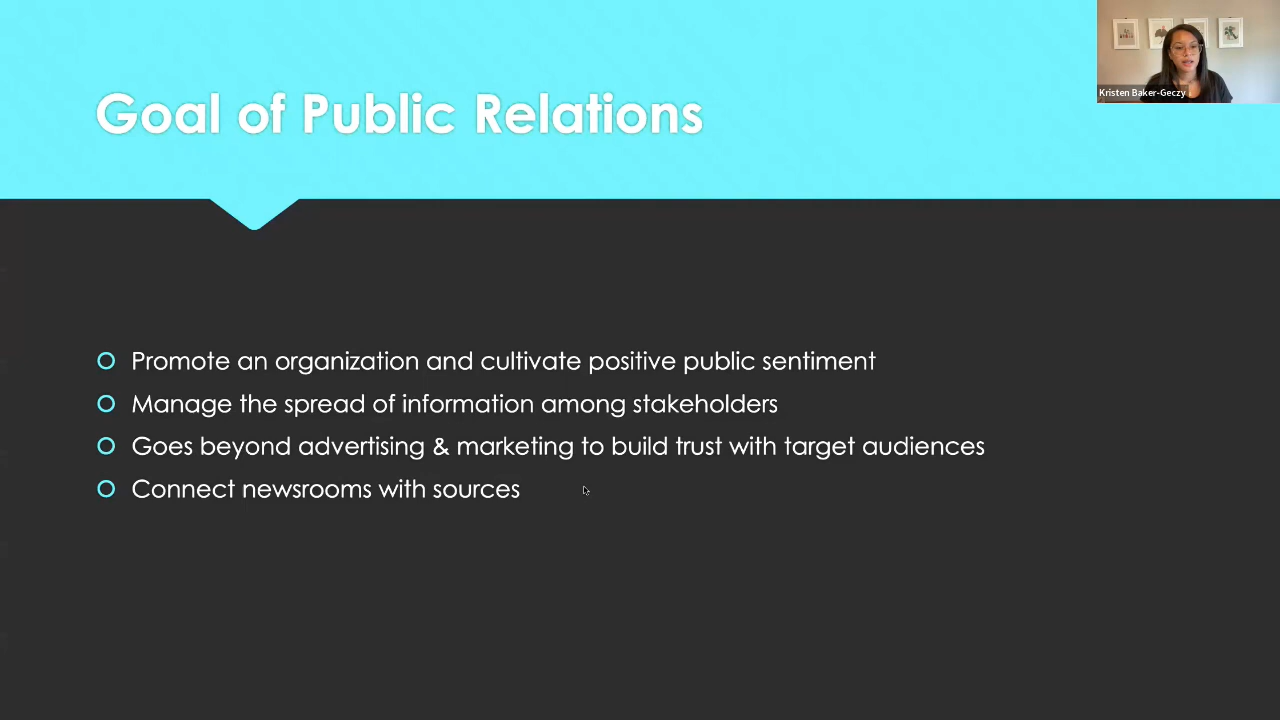 Goal of Public Relations
Kristen Baker-Geczy
Promote an organization and cultivate positive public sentiment
Manage the spread of information among stakeholders
Goes beyond advertising & marketing to build trust with target audiences
Connect newsrooms with sources